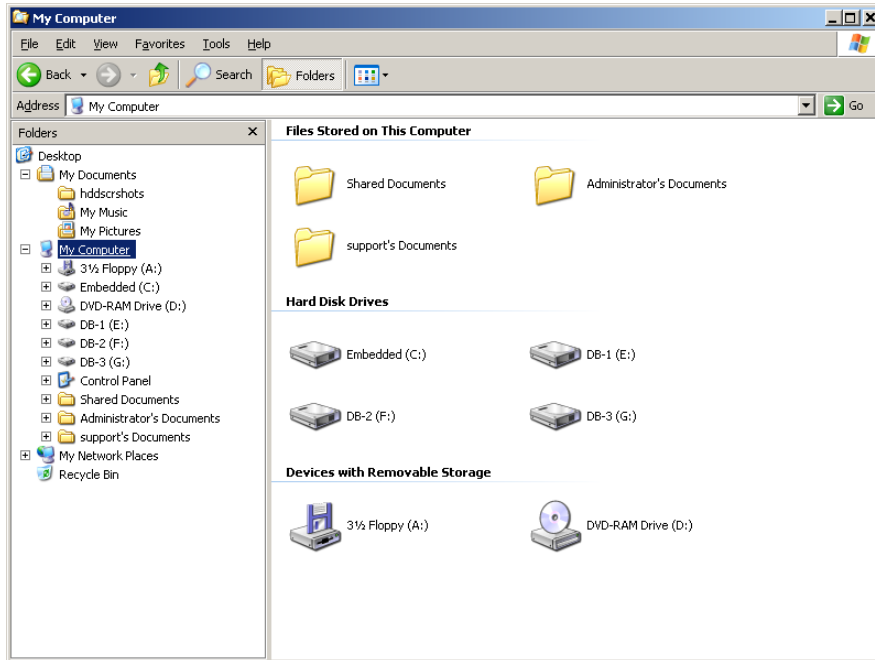 My Computer
File Edit View Favorites Tools Help
Back Search Folders
Address My Computer Go
Folders
Desktop
My Documents
hddscrshots
My Music
My Pictures
My Computer
3½ Floppy (A:)
Embedded (C:)
DVD-RAM Drive (D:)
DB-1 (E:)
DB-2 (F:)
DB-3 (G:)
Control Panel
Shared Documents
Administrator's Documents
support's Documents
My Network Places
Recycle Bin
Files Stored on This Computer
Shared Documents Administrator's Documents
support's Documents
Hard Disk Drives
Embedded (C:) DB-1 (E:)
DB-2 (F:) DB-3 (G:)
Devices with Removable Storage
3½ Floppy (A:) DVD-RAM Drive (D:)